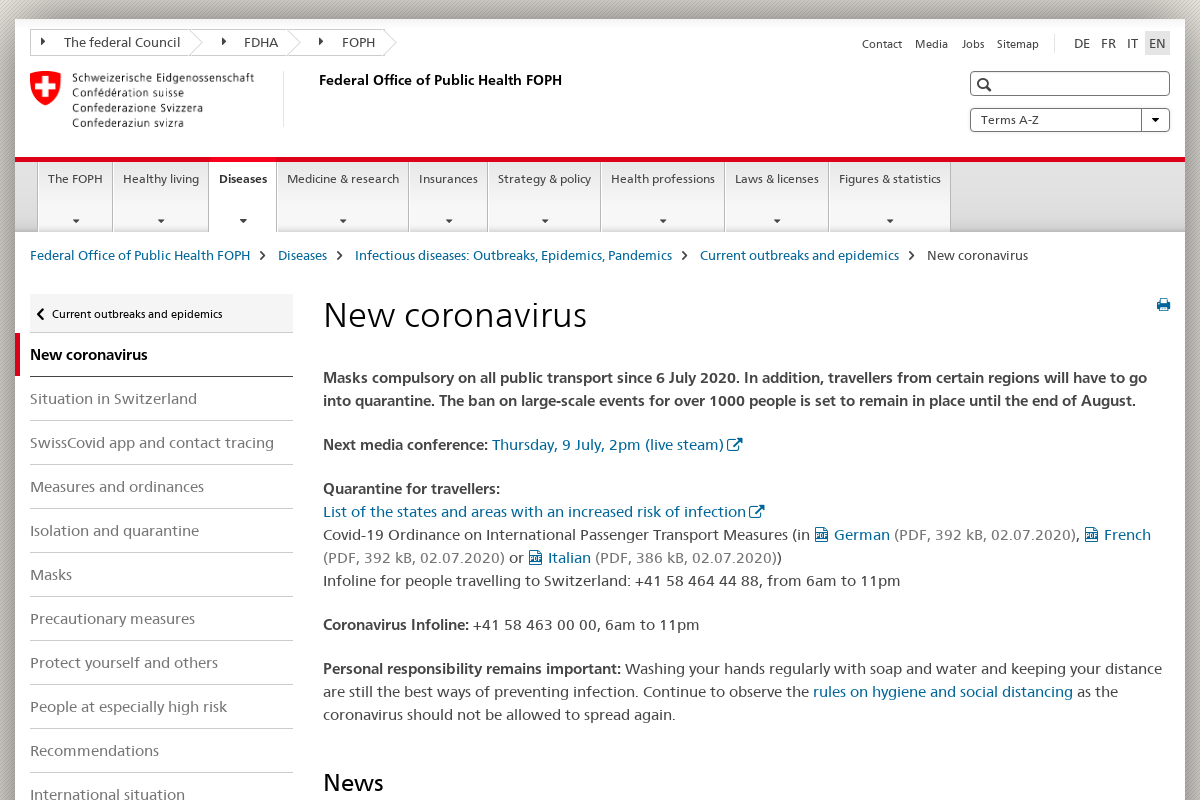 The federal Council
FDHA
FOPH
Contact Media Jobs Sitemap DE FR IT EN
Schweizerische Eidgenossenschaft
Confédération suisse
Confederazione Svizzera
Confederaziun svizra
Federal Office of Public Health FOPH
Terms A-Z
The FOPH Healthy living Diseases Medicine & research Insurances Strategy & policy Health professions Laws & licenses Figures & statistics
Federal Office of Public Health FOPH Diseases Infectious diseases: Outbreaks, Epidemics, Pandemics Current outbreaks and epidemics New coronavirus
Current outbreaks and epidemics
New coronavirus
Situation in Switzerland
SwissCovid app and contact tracing
Measures and ordinances
Isolation and quarantine
Masks
Precautionary measures
Protect yourself and others
People at especially high risk
Recommendations
International situation
New coronavirus
Masks compulsory on all public transport since 6 July 2020. In addition, travellers from certain regions will have to go
into quarantine. The ban on large-scale events for over 1000 people is set to remain in place until the end of August.
Next media conference: Thursday, 9 July, 2pm (live steam)
Quarantine for travellers:
List of the states and areas with an increased risk of infection
Covid-19 Ordinance on International Passenger Transport Measures (in German (PDF, 392 kB, 02.07.2020), French
(PDF, 392 kB, 02.07.2020) or Italian (PDF, 386 kB, 02.07.2020))
Infoline for people travelling to Switzerland: +41 58 464 44 88, from 6am to 11pm
Coronavirus Infoline: +41 58 463 00 00, 6am to 11pm
Personal responsibility remains important: Washing your hands regularly with soap and water and keeping your distance
are still the best ways of preventing infection. Continue to observe the rules on hygiene and social distancing as the
coronavirus should not be allowed to spread again.
News